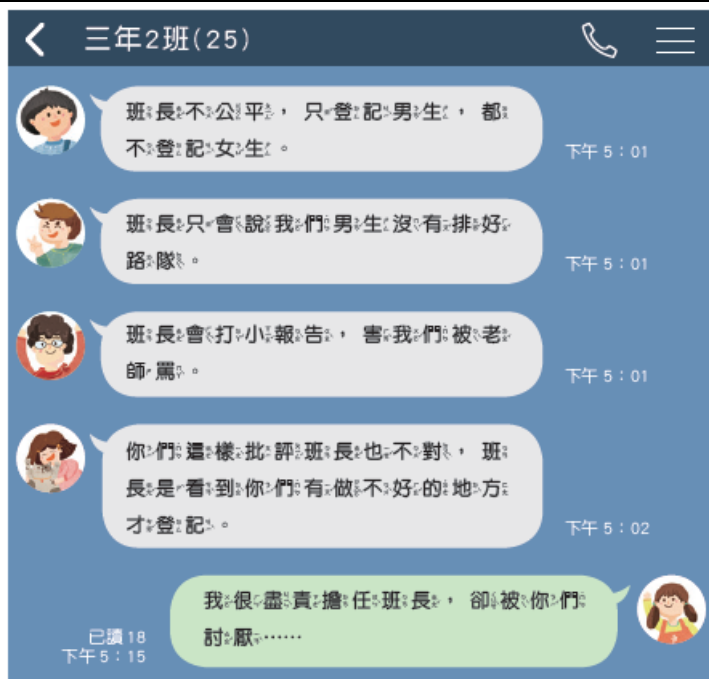 三年2班(25)
班長不公平，只登記男生，都
不登記女生。
下午5：01
班長只會說我們男生沒有排好
路隊。
下午5：01
班長會打小報告，害我們被老
師罵。
下午5：01
你們這樣批評班長也不對，班
長是看到你們有做不好的地方
才登記。
下午5：02
我很盡責擔任班長，卻被你們
討厭……
已讀18
下午5：15